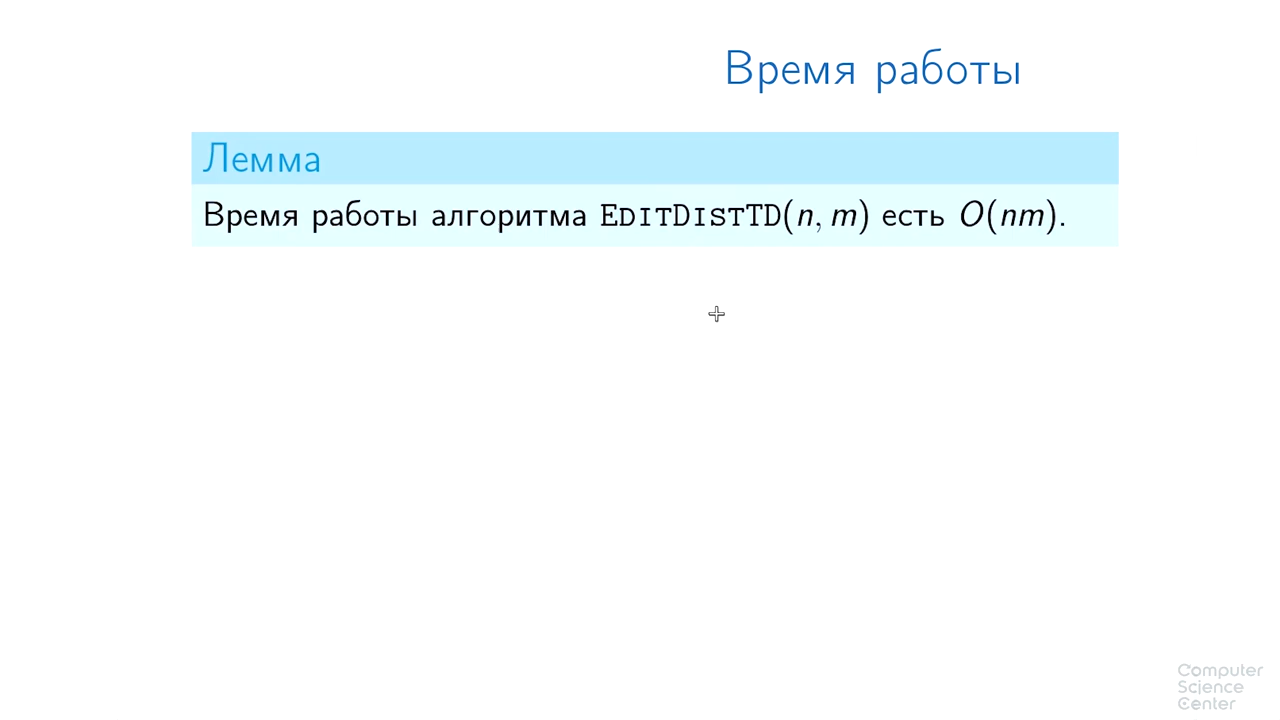 Время работы
Лемма
Время работы алгоритма EDITDISTTD(n, m) есть O(nm).
Computer
Science
Center